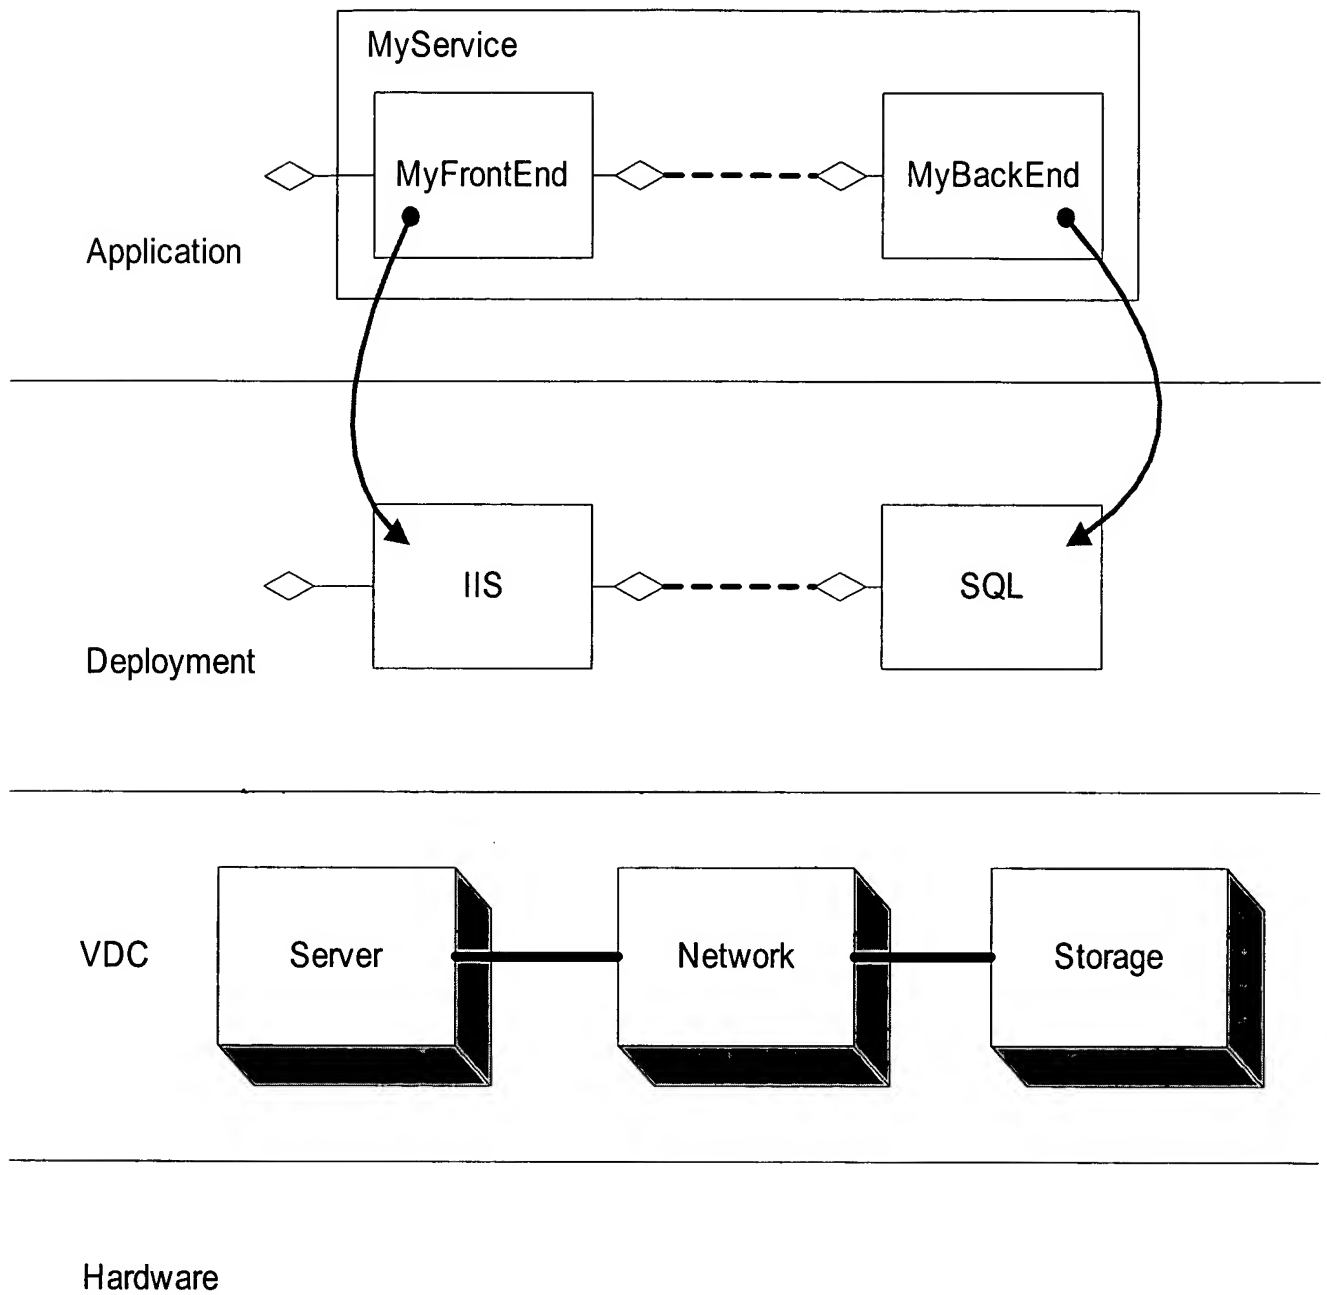 MyService
MyFrontEnd
MyBackEnd
Application
IIS
SQL
Deployment
VDC
Server
Network
Storage
Hardware